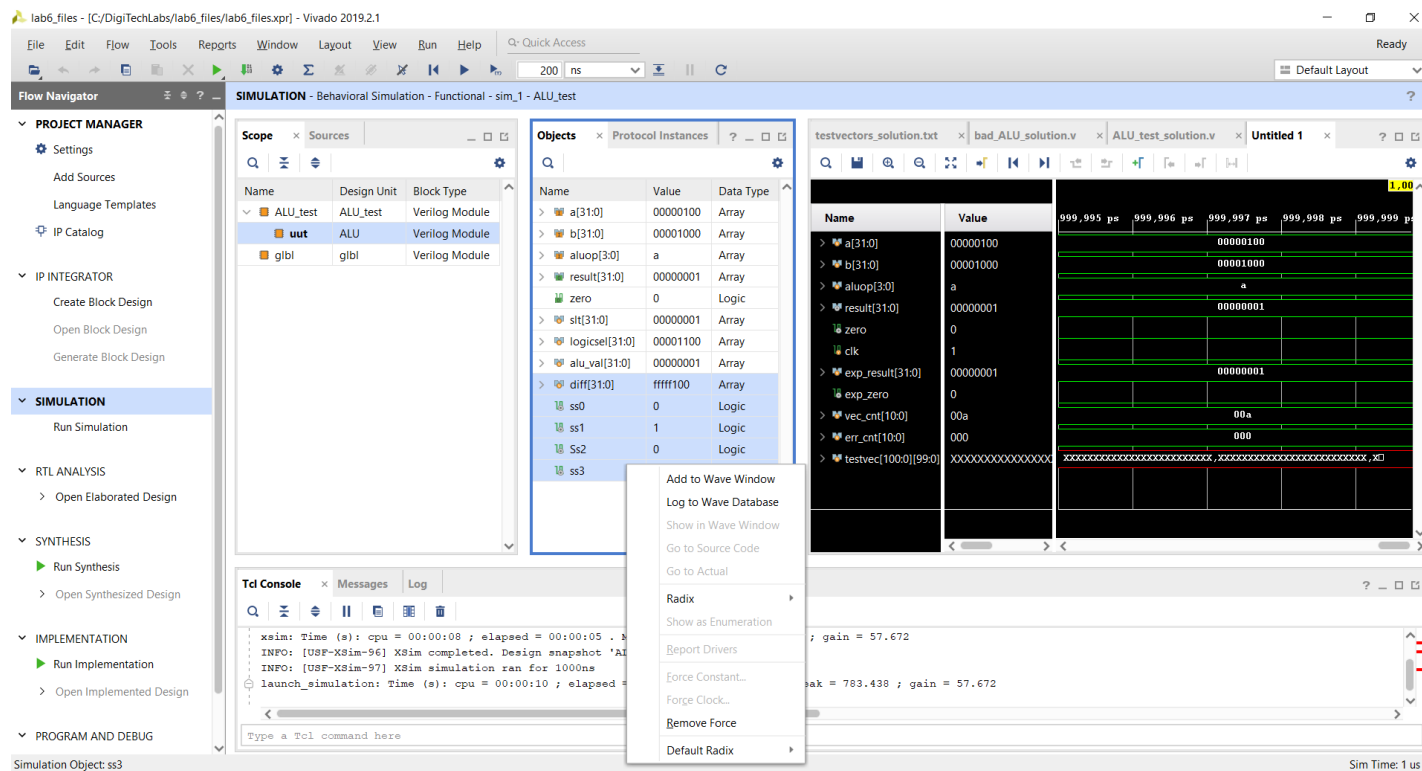 lab6_files - [C:/DigiTechLabs/lab6_files/lab6_files.xpr] - Vivado 2019.2.1
File Edit Flow Tools Reports Window Layout View Run Help Quick Access Ready
200 ns Default Layout
Flow Navigator
PROJECT MANAGER
Settings
Add Sources
Language Templates
IP Catalog
IP INTEGRATOR
Create Block Design
Open Block Design
Generate Block Design
SIMULATION
Run Simulation
RTL ANALYSIS
Open Elaborated Design
SYNTHESIS
Run Synthesis
Open Synthesized Design
IMPLEMENTATION
Run Implementation
Open Implemented Design
PROGRAM AND DEBUG
SIMULATION - Behavioral Simulation - Functional - sim_1 - ALU_test
Scope Sources
Name Design Unit Block Type
ALU_test ALU_test Verilog Module
uut ALU Verilog Module
glbl glbl Verilog Module
Objects Protocol Instances
Name Value Data Type
a[31:0] 00000100 Array
b[31:0] 00001000 Array
aluop[3:0] a Array
result[31:0] 00000001 Array
zero 0 Logic
slt[31:0] 00000001 Array
logicsel[31:0] 00001100 Array
alu_val[31:0] 00000001 Array
diff[31:0] fffff100 Array
ss0 0 Logic
ss1 1 Logic
Ss2 0 Logic
ss3
Add to Wave Window
Log to Wave Database
Show in Wave Window
Go to Source Code
Go to Actual
Radix
Show as Enumeration
Report Drivers
Force Constant...
Force Clock...
Remove Force
Default Radix
testvectors_solution.txt bad_ALU_solution.v ALU_test_solution.v Untitled 1
1,00
Name Value 999,995 ps 999,996 ps 999,997 ps 999,998 ps 999,999 ps
a[31:0] 00000100 00000100
b[31:0] 00001000 00001000
aluop[3:0] a a
result[31:0] 00000001 00000001
zero 0
clk 1
exp_result[31:0] 00000001 00000001
exp_zero 0
vec_cnt[10:0] 00a 00a
err_cnt[10:0] 000 000
testvec[100:0][99:0]
Tcl Console Messages Log
xsim: Time (s): cpu = 00:00:08 ; elapsed = 00:00:05 . M ; gain = 57.672
INFO: [USF-XSim-96] XSim completed. Design snapshot 'AL
INFO: [USF-XSim-97] XSim simulation ran for 1000ns
launch_simulation: Time (s): cpu = 00:00:10 ; elapsed = eak = 783.438 ; gain = 57.672
Type a Tcl command here
Simulation Object: ss3 Sim Time: 1 us